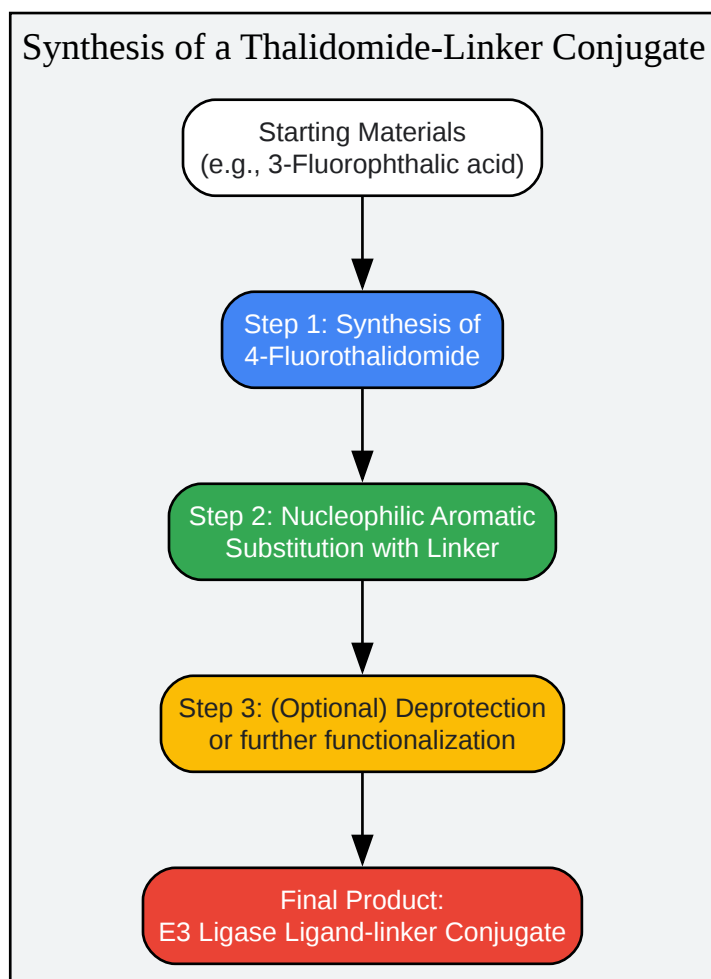 Synthesis of a Thalidomide-Linker Conjugate
Starting Materials
(e.g., 3-Fluorophthalic acid)
Step 1: Synthesis of
4-Fluorothalidomide
Step 2: Nucleophilic Aromatic
Substitution with Linker
Step 3: (Optional) Deprotection
or further functionalization
Final Product:
E3 Ligase Ligand-linker Conjugate